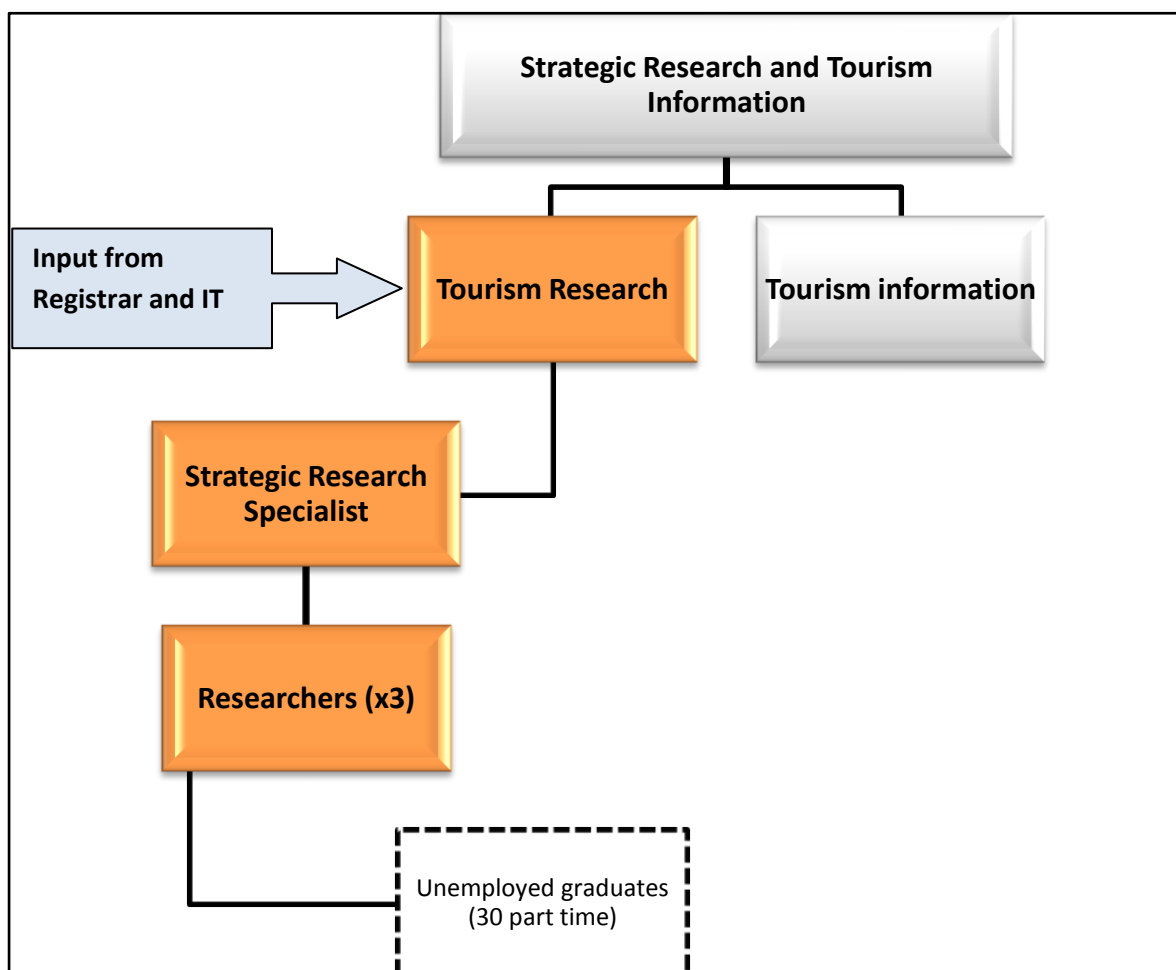 Strategic Research and Tourism
Information
Input from
Registrar and IT
Tourism Research
Tourism information
Strategic Research
Specialist
Researchers (x3)
Unemployed graduates
(30 part time)